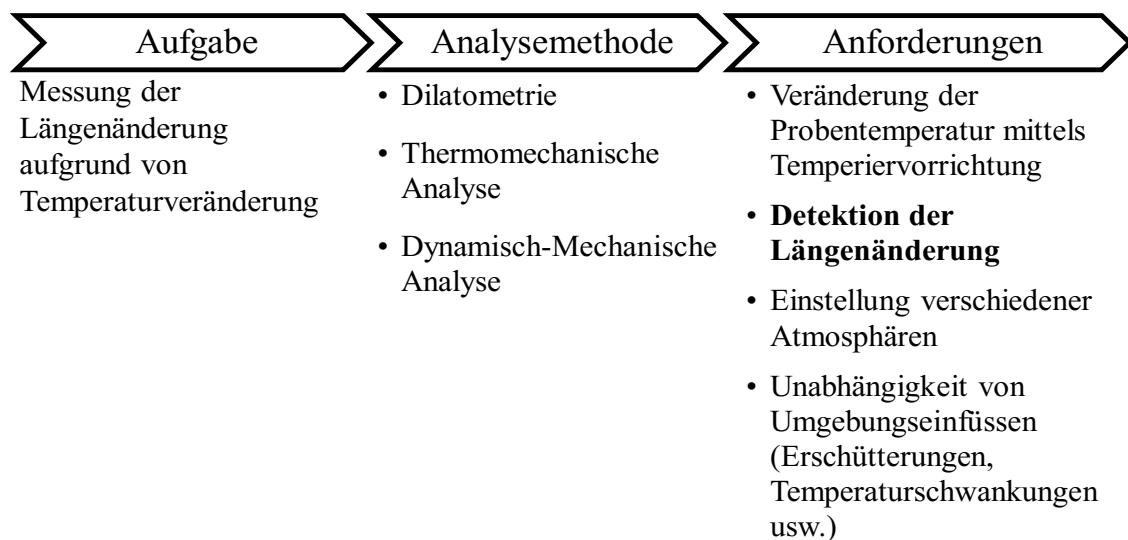 Aufgabe
Messung der
Längenänderung
aufgrund von
Temperaturveränderung
Analysemethode
• Dilatometrie
• Thermomechanische
Analyse
• Dynamisch-Mechanische
Analyse
Anforderungen
• Veränderung der
Probentemperatur mittels
Temperiervorrichtung
• Detektion der
Längenänderung
• Einstellung verschiedener
Atmosphären
• Unabhängigkeit von
Umgebungseinfüssen
(Erschütterungen,
Temperaturschwankungen
usw.)